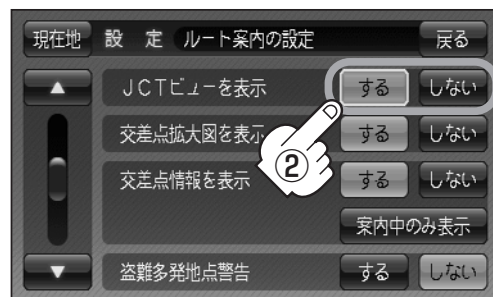 現在地 設 定 ルート案内の設定 戻る
▲ JCTビューを表示 する しない
交差点拡大図を表示 する しない
②
交差点情報を表示 する しない
案内中のみ表示
▼ 盗難多発地点警告 する しない